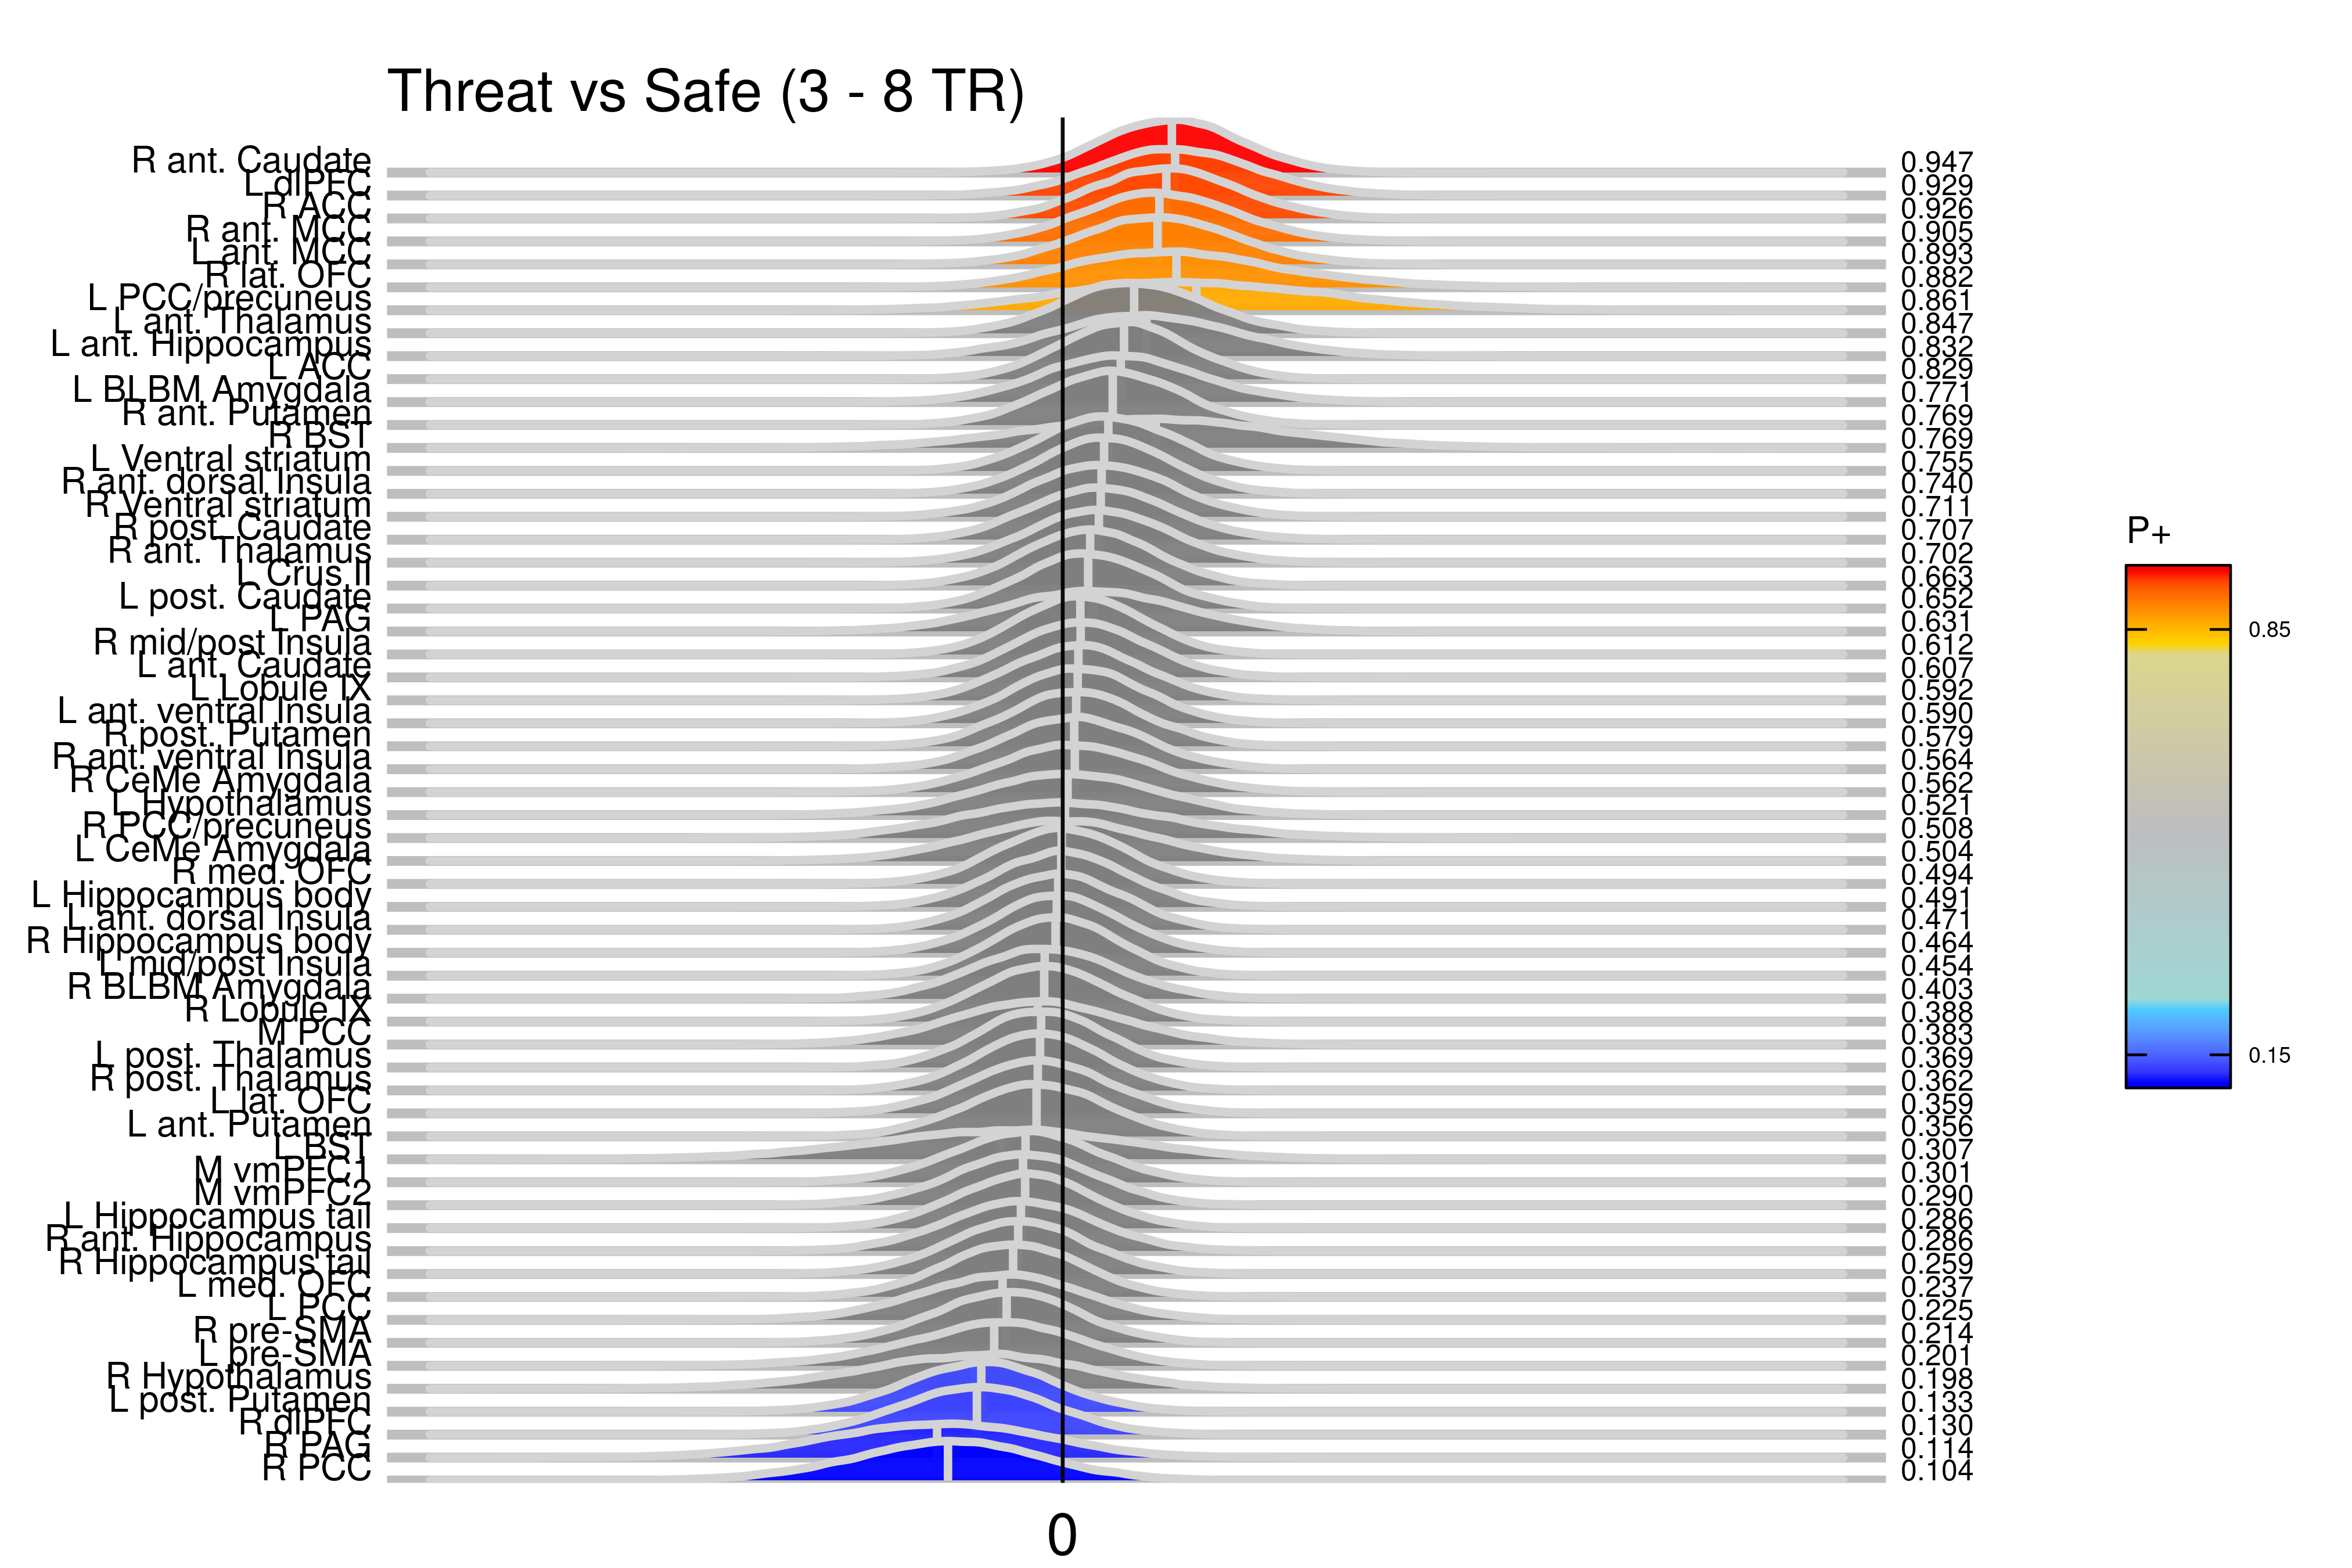 Threat vs Safe (3 - 8 TR)
R ant. Caudate 0.947
L dlPFC 0.929
R ACC 0.926
R ant. MCC 0.905
L ant. MCC 0.893
R lat. OFC 0.882
L PCC/precuneus 0.861
L ant. Thalamus 0.847
L ant. Hippocampus 0.832
L ACC 0.829
L BLBM Amygdala 0.771
R ant. Putamen 0.769
R BST 0.769
L Ventral striatum 0.755
R ant. dorsal Insula 0.740
R Ventral striatum 0.711
R post. Caudate 0.707
R ant. Thalamus 0.702
L Crus II 0.663
L post. Caudate 0.652
L PAG 0.631
R mid/post Insula 0.612
L ant. Caudate 0.607
L Lobule IX 0.592
L ant. ventral Insula 0.590
R post. Putamen 0.579
R ant. ventral Insula 0.564
R CeMe Amygdala 0.562
L Hypothalamus 0.521
R PCC/precuneus 0.508
L CeMe Amygdala 0.504
R med. OFC 0.494
L Hippocampus body 0.491
L ant. dorsal Insula 0.471
R Hippocampus body 0.464
L mid/post Insula 0.454
R BLBM Amygdala 0.403
R Lobule IX 0.388
M PCC 0.383
L post. Thalamus 0.369
R post. Thalamus 0.362
L lat. OFC 0.359
L ant. Putamen 0.356
L BST 0.307
M vmPFC1 0.301
M vmPFC2 0.290
L Hippocampus tail 0.286
R ant. Hippocampus 0.286
R Hippocampus tail 0.259
L med. OFC 0.237
L PCC 0.225
R pre-SMA 0.214
L pre-SMA 0.201
R Hypothalamus 0.198
L post. Putamen 0.133
R dlPFC 0.130
R PAG 0.114
R PCC 0.104
0
P+
0.85
0.15